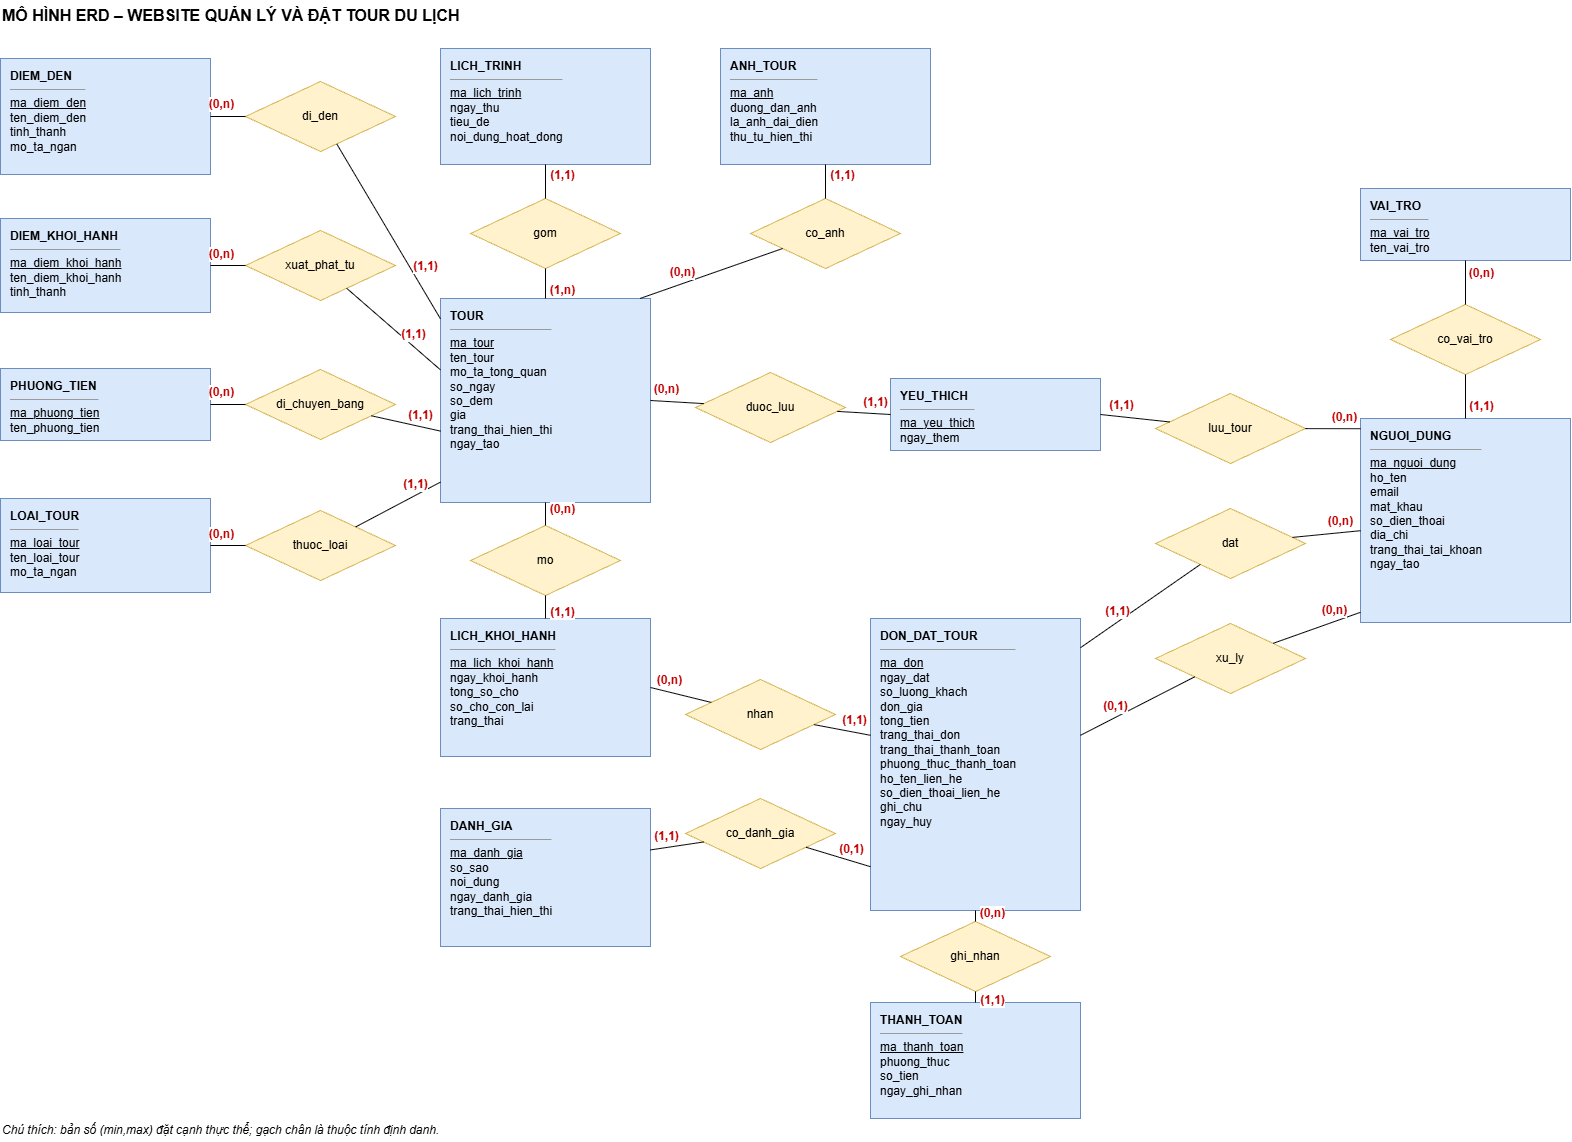 MÔ HÌNH ERD – WEBSITE QUẢN LÝ VÀ ĐẶT TOUR DU LỊCH
DIEM_DEN
ma_diem_den
ten_diem_den
tinh_thanh
mo_ta_ngan
(0,n)
di_den
(1,1)
LICH_TRINH
ma_lich_trinh
ngay_thu
tieu_de
noi_dung_hoat_dong
(1,1)
gom
(1,n)
ANH_TOUR
ma_anh
duong_dan_anh
la_anh_dai_dien
thu_tu_hien_thi
(1,1)
co_anh
(0,n)
DIEM_KHOI_HANH
ma_diem_khoi_hanh
ten_diem_khoi_hanh
tinh_thanh
(0,n)
xuat_phat_tu
(1,1)
VAI_TRO
ma_vai_tro
ten_vai_tro
(0,n)
co_vai_tro
(1,1)
TOUR
ma_tour
ten_tour
mo_ta_tong_quan
so_ngay
so_dem
gia
trang_thai_hien_thi
ngay_tao
PHUONG_TIEN
ma_phuong_tien
ten_phuong_tien
(0,n)
di_chuyen_bang
(1,1)
(0,n)
duoc_luu
(1,1)
YEU_THICH
ma_yeu_thich
ngay_them
(1,1)
luu_tour
(0,n)
NGUOI_DUNG
ma_nguoi_dung
ho_ten
email
mat_khau
so_dien_thoai
dia_chi
trang_thai_tai_khoan
ngay_tao
LOAI_TOUR
ma_loai_tour
ten_loai_tour
mo_ta_ngan
(0,n)
thuoc_loai
(1,1)
(0,n)
mo
(1,1)
(0,n)
dat
(1,1)
(0,n)
xu_ly
(0,1)
LICH_KHOI_HANH
ma_lich_khoi_hanh
ngay_khoi_hanh
tong_so_cho
so_cho_con_lai
trang_thai
(0,n)
nhan
(1,1)
DON_DAT_TOUR
ma_don
ngay_dat
so_luong_khach
don_gia
tong_tien
trang_thai_don
trang_thai_thanh_toan
phuong_thuc_thanh_toan
ho_ten_lien_he
so_dien_thoai_lien_he
ghi_chu
ngay_huy
DANH_GIA
ma_danh_gia
so_sao
noi_dung
ngay_danh_gia
trang_thai_hien_thi
(1,1)
co_danh_gia
(0,1)
(0,n)
ghi_nhan
(1,1)
THANH_TOAN
ma_thanh_toan
phuong_thuc
so_tien
ngay_ghi_nhan
Chú thích: bản số (min,max) đặt cạnh thực thể; gạch chân là thuộc tính định danh.